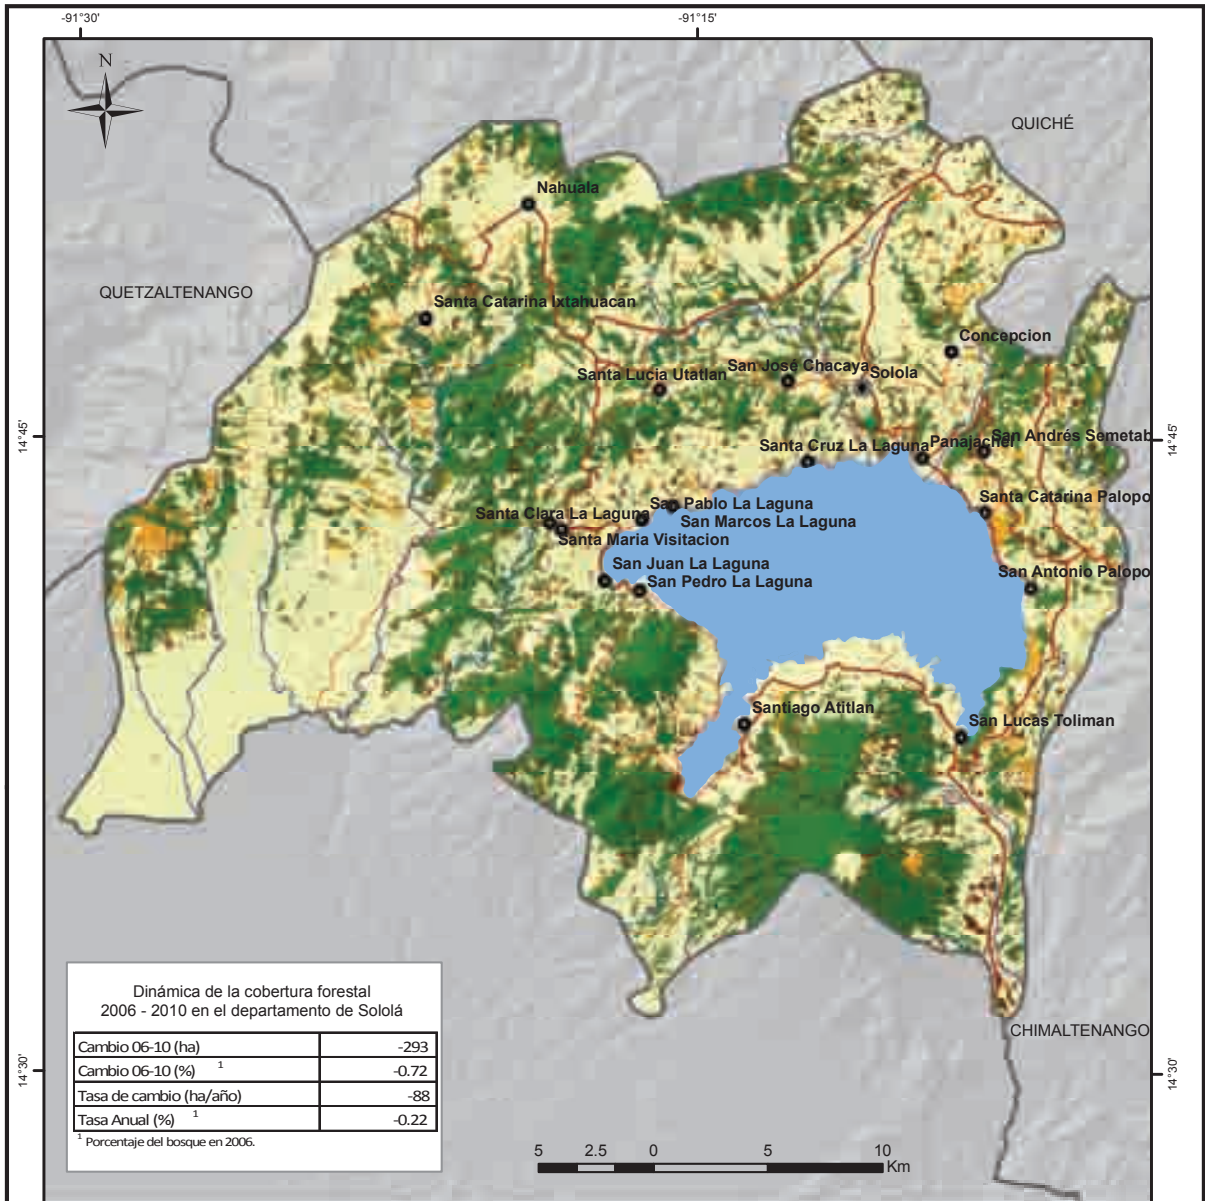 -91°30'
-91°15'
N
QUICHÉ
Nahuala
QUETZALTENANGO
Santa Catarina Ixtahuacan
Concepcion
San José Chacaya
Santa Lucia Utatlan
Solola
14°45'
14°45'
San Andrés Semetab
Santa Cruz La Laguna
Panajachel
Santa Catarina Palopo
San Pablo La Laguna
Santa Clara La Laguna
San Marcos La Laguna
Santa Maria Visitacion
San Juan La Laguna
San Antonio Palopo
San Pedro La Laguna
Santiago Atitlan
San Lucas Toliman
Dinámica de la cobertura forestal
2006 - 2010 en el departamento de Sololá
Cambio 06-10 (ha) -293
Cambio 06-10 (%) 1 -0.72
Tasa de cambio (ha/año) -88
Tasa Anual (%) 1 -0.22
1 Porcentaje del bosque en 2006.
CHIMALTENANGO
14°30'
14°30'
5 2.5 0 5 10
Km